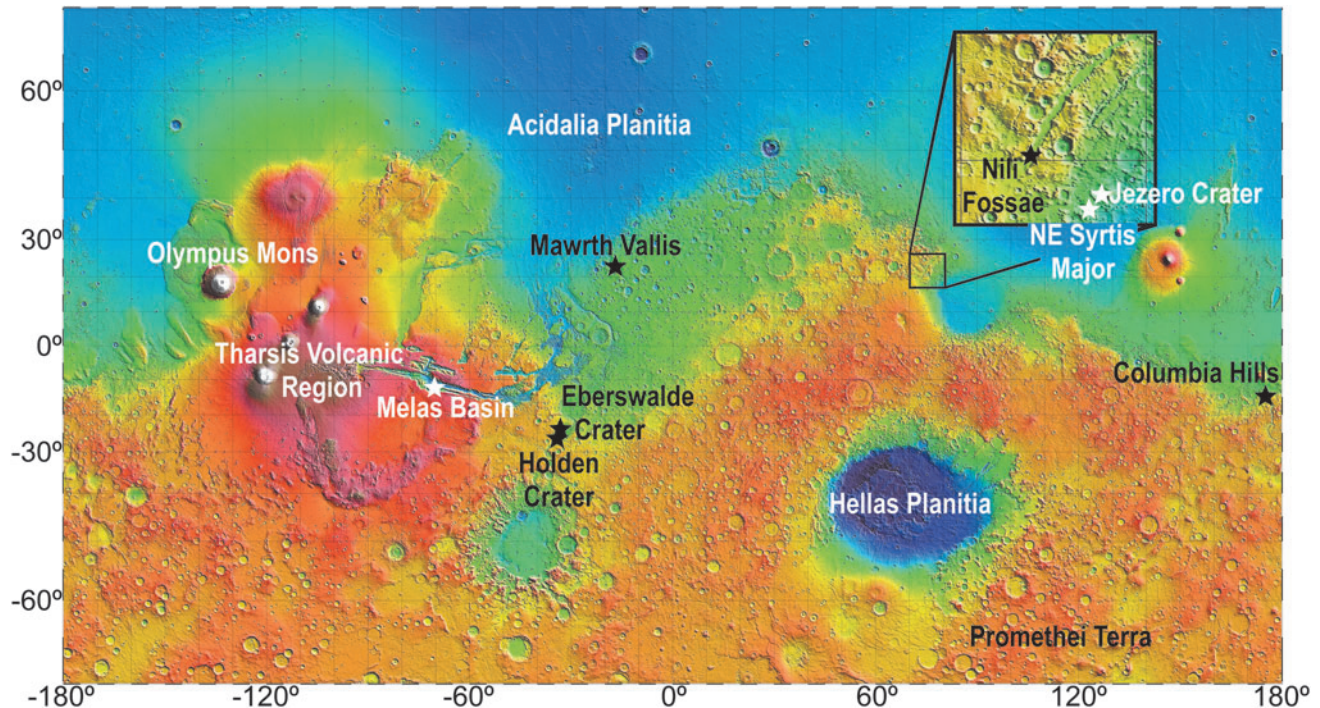 60º
30º
0º
-30º
-60º
Acidalia Planitia
Nili
Fossae
Jezero Crater
NE Syrtis
Major
Mawrth Vallis
Olympus Mons
Tharsis Volcanic
Region
Melas Basin
Columbia Hills
Eberswalde
Crater
Holden
Crater
Hellas Planitia
Promethei Terra
-180º
-120º
-60º
0º
60º
120º
180º